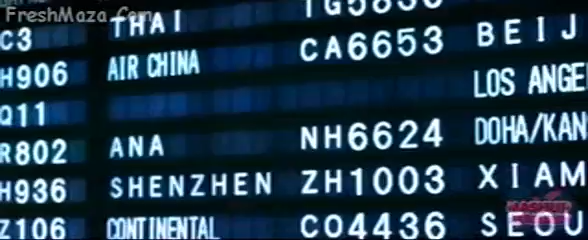 FreshMaza.Com
THAI TG5830
C3 CA6653 BEIJ
H906 AIR CHINA
LOS ANGE
Q11
R802 ANA NH6624 DOHA/KAN
H936 SHENZHEN ZH1003 XIAM
Z106 CONTINENTAL CO4436 SEOU